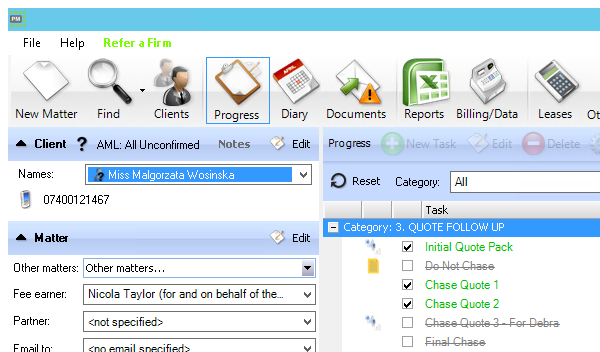 PM
File Help Refer a Firm
APRIL
New Matter Find Clients Progress Diary Documents Reports Billing/Data Leases
Client ? AML: All Unconfirmed Notes Edit
Progress New Task Edit Delete
Names: Miss Malgorzata Wosinska
Reset Category: All
07400121467
Task
Category: 3. QUOTE FOLLOW UP
Matter Edit
Initial Quote Pack
Other matters: Other matters...
Do Not Chase
Fee earner: Nicola Taylor (for and on behalf of the...
Chase Quote 1
Chase Quote 2
Partner: <not specified>
Chase Quote 3 - For Debra
Email to: <no email specified>
Final Chase